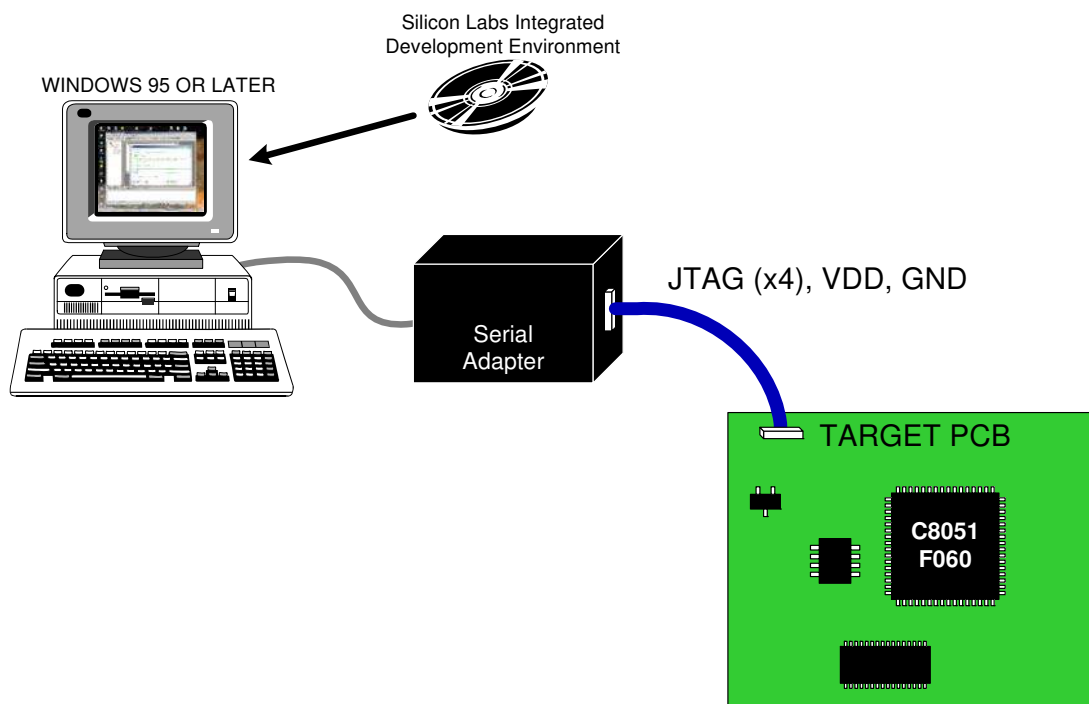 Silicon Labs Integrated
Development Environment
WINDOWS 95 OR LATER
JTAG (x4), VDD, GND
Serial
Adapter
TARGET PCB
C8051
F060